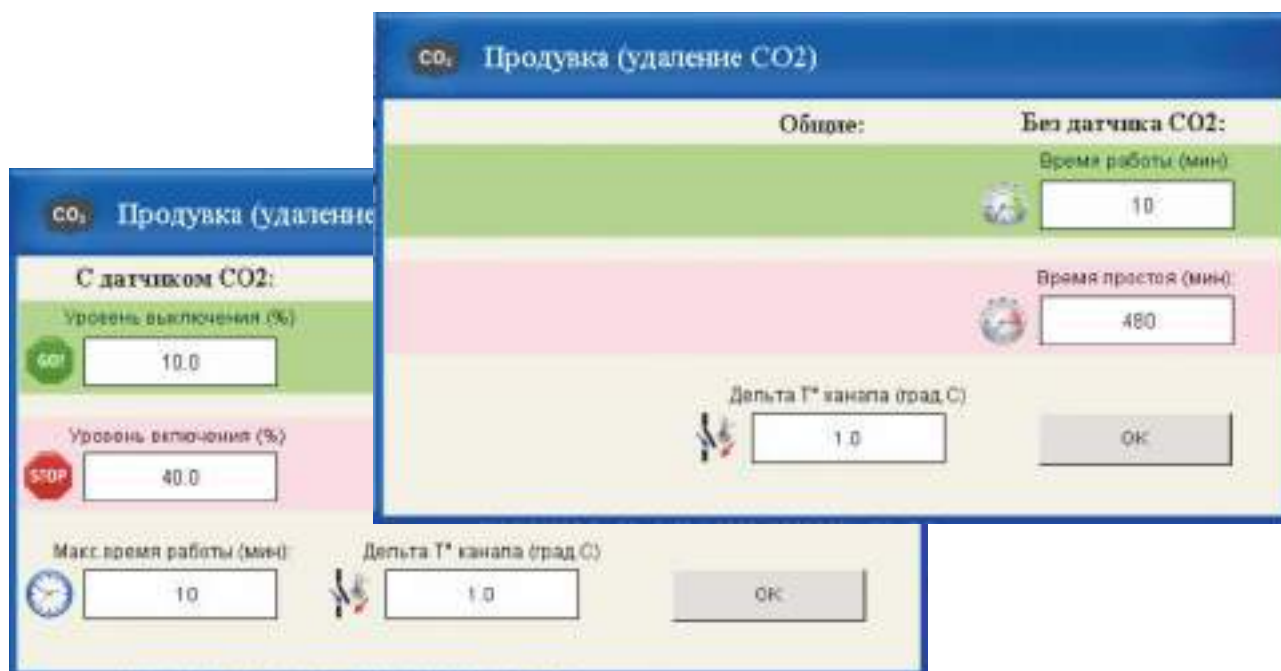 CO₂ Продувка (удаление CO2)
Общие:
Без датчика CO2:
Время работы (мин):
10
Время простоя (мин):
480
Дельта T° канала (град.C)
1.0
OK
CO₂ Продувка (удаление
С датчиком CO2:
Уровень выключения (%)
GO!
10.0
Уровень включения (%)
STOP
40.0
Макс.время работы (мин):
10
Дельта T° канала (град.C)
1.0
OK